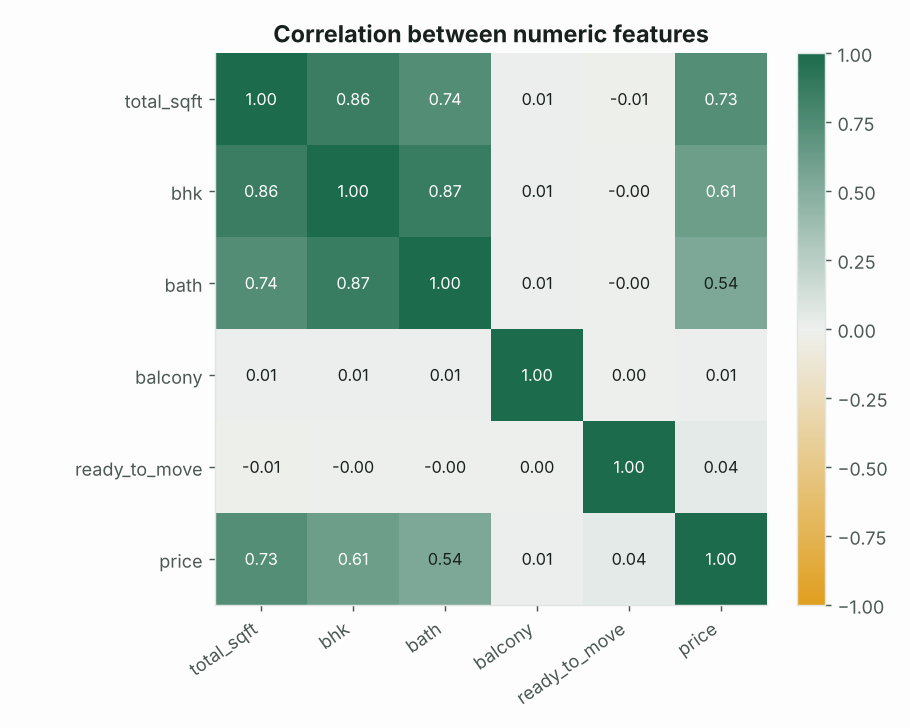 Correlation between numeric features
total_sqft 1.00 0.86 0.74 0.01 -0.01 0.73
bhk 0.86 1.00 0.87 0.01 -0.00 0.61
bath 0.74 0.87 1.00 0.01 -0.00 0.54
balcony 0.01 0.01 0.01 1.00 0.00 0.01
ready_to_move -0.01 -0.00 -0.00 0.00 1.00 0.04
price 0.73 0.61 0.54 0.01 0.04 1.00
total_sqft bhk bath balcony ready_to_move price
1.00
0.75
0.50
0.25
0.00
−0.25
−0.50
−0.75
−1.00